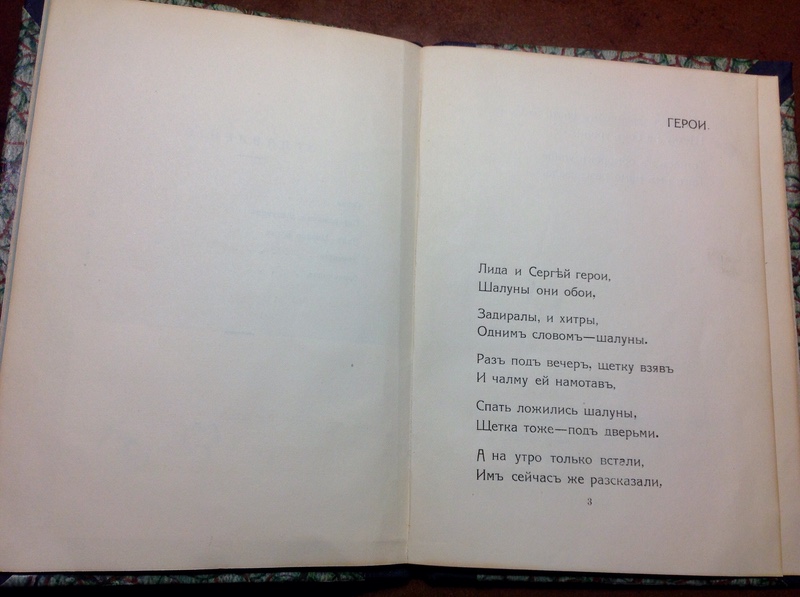 ГЕРОИ.
Лида и Сергѣй герои,
Шалуны они обои,
Задиралы, и хитры,
Однимъ словомъ—шалуны.
Разъ подъ вечеръ, щетку взявъ
И чалму ей намотавъ,
Спать ложились шалуны,
Щетка тоже—подъ дверьми.
А на утро только встали,
Имъ сейчасъ же разсказали,
3